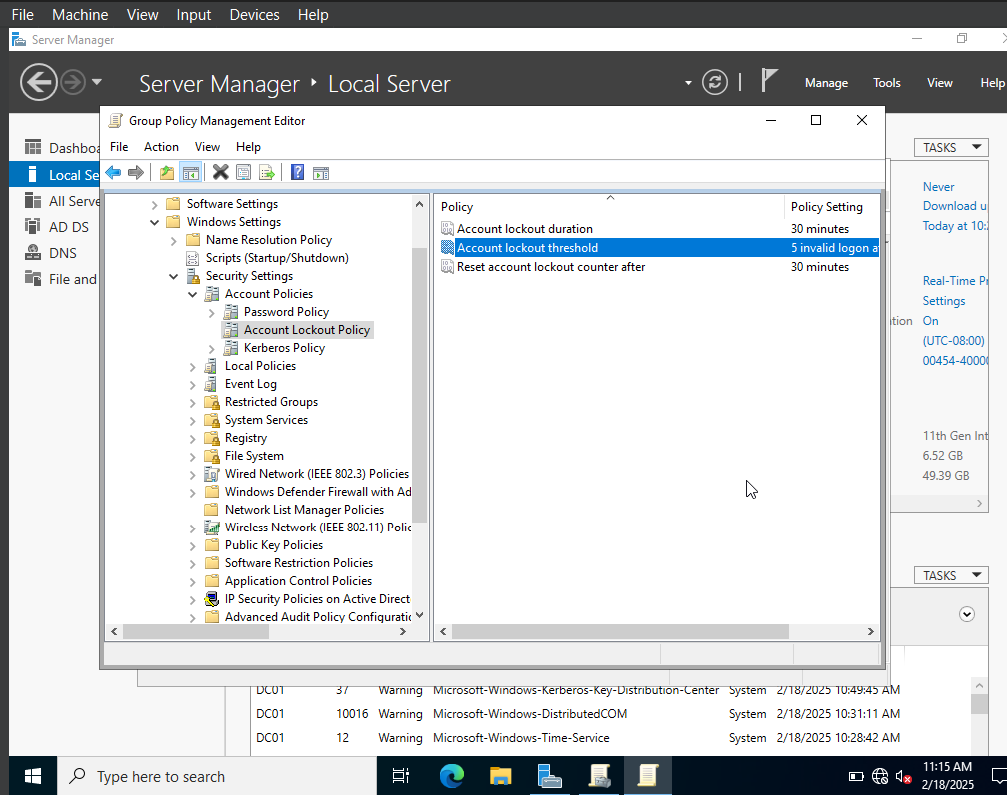 File Machine View Input Devices Help
Server Manager
Server Manager Local Server
Manage Tools View Help
Dashboa
Local Se
All Serve
AD DS
DNS
File and
Group Policy Management Editor
File Action View Help
Software Settings
Windows Settings
Name Resolution Policy
Scripts (Startup/Shutdown)
Security Settings
Account Policies
Password Policy
Account Lockout Policy
Kerberos Policy
Local Policies
Event Log
Restricted Groups
System Services
Registry
File System
Wired Network (IEEE 802.3) Policies
Windows Defender Firewall with Ad
Network List Manager Policies
Wireless Network (IEEE 802.11) Polic
Public Key Policies
Software Restriction Policies
Application Control Policies
IP Security Policies on Active Direct
Advanced Audit Policy Configuratic
Policy Policy Setting
Account lockout duration 30 minutes
Account lockout threshold 5 invalid logon a
Reset account lockout counter after 30 minutes
TASKS
Never
Download u
Today at 10:
Real-Time Pr
Settings
On
(UTC-08:00)
00454-4000
11th Gen Int
6.52 GB
49.39 GB
TASKS
DC01 37 Warning Microsoft-Windows-Kerberos-Key-Distribution-Center System 2/18/2025 10:49:45 AM
DC01 10016 Warning Microsoft-Windows-DistributedCOM System 2/18/2025 10:31:11 AM
DC01 12 Warning Microsoft-Windows-Time-Service System 2/18/2025 10:28:42 AM
Type here to search
11:15 AM
2/18/2025